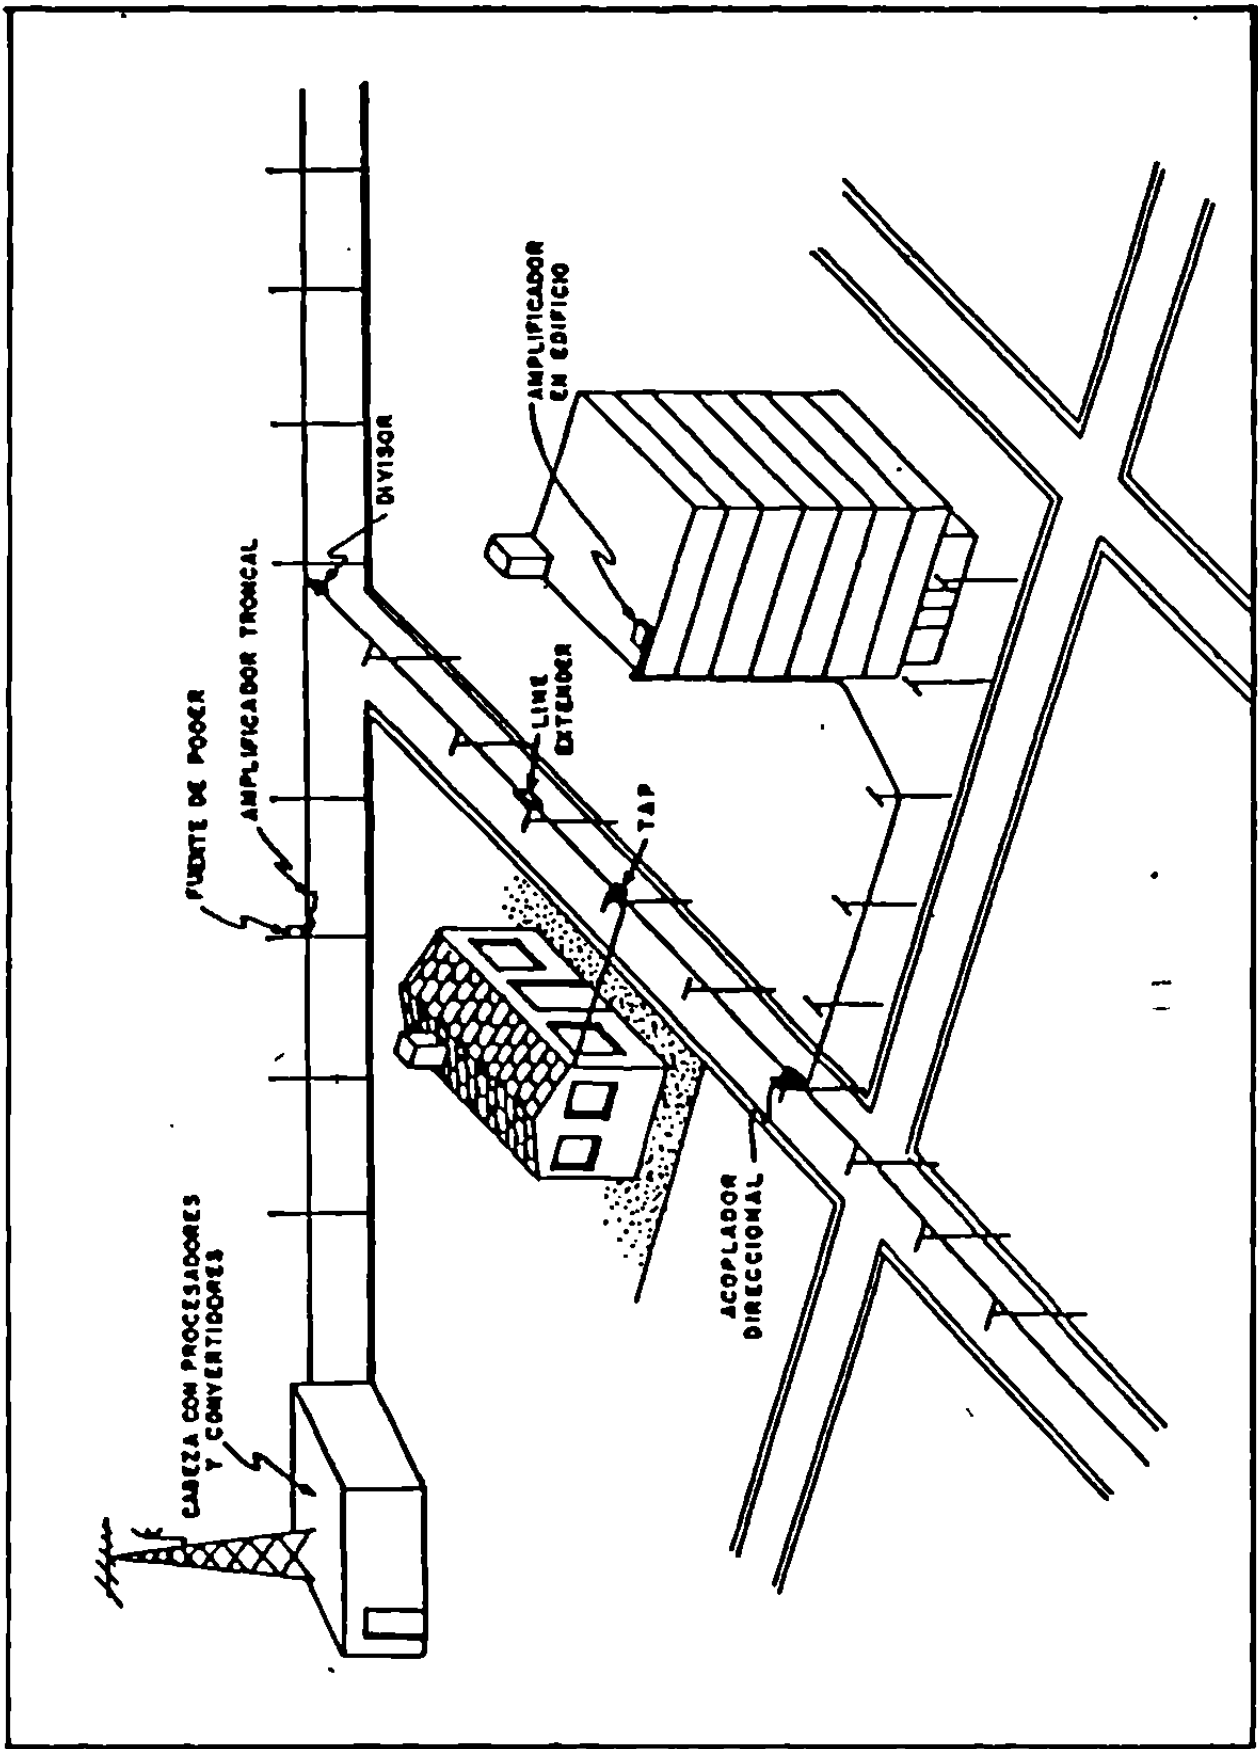 CABEZA CON PROCESADORES
Y CONVERTIDORES
FUENTE DE PODER
AMPLIFICADOR TRONCAL
DIVISOR
AMPLIFICADOR
EN EDIFICIO
LINE
EXTENDER
TAP
ACOPLADOR
DIRECCIONAL